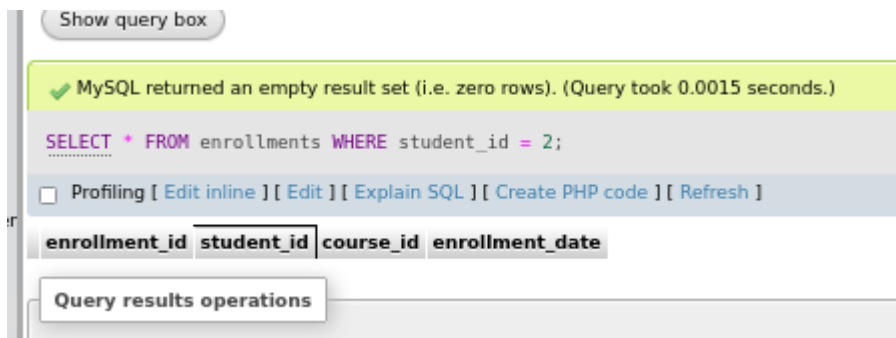 Show query box
MySQL returned an empty result set (i.e. zero rows). (Query took 0.0015 seconds.)
SELECT * FROM enrollments WHERE student_id = 2;
Profiling [ Edit inline ] [ Edit ] [ Explain SQL ] [ Create PHP code ] [ Refresh ]
er
enrollment_id student_id course_id enrollment_date
Query results operations